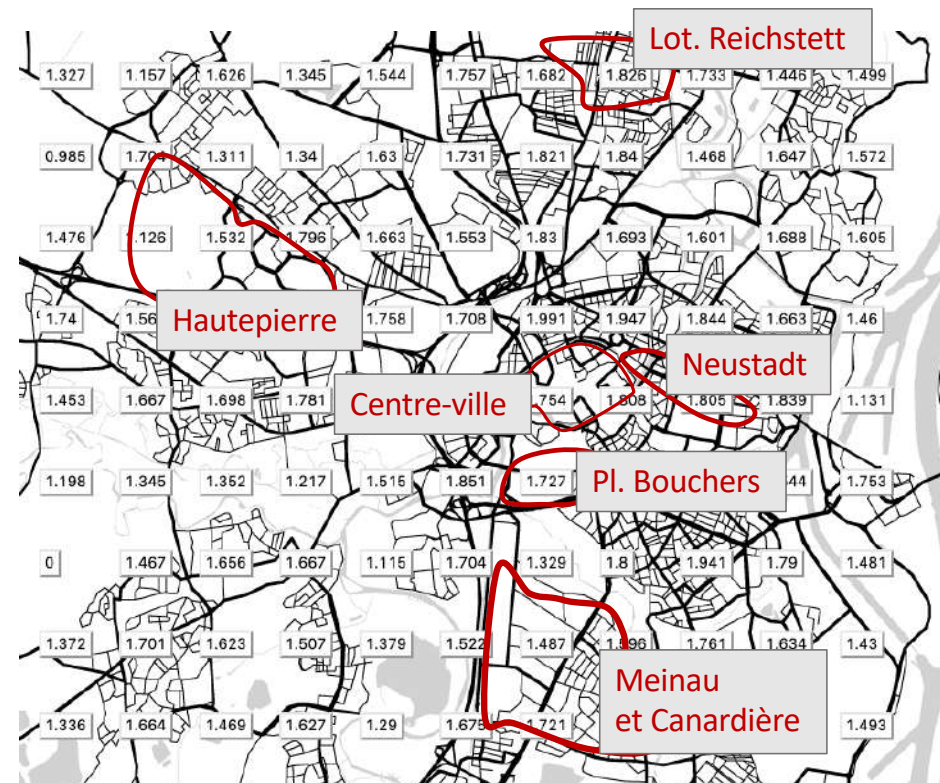 Lot. Reichstett
1.327 1.157 1.626 1.345 1.544 1.757 1.682 1.826 1.733 1.446 1.499
0.985 1.311 1.34 1.63 1.731 1.821 1.84 1.468 1.647 1.572
1.476 1.532 1.796 1.663 1.553 1.83 1.693 1.601 1.688 1.605
1.74 1.758 1.708 1.991 1.947 1.844 1.663 1.46
Hautepierre
Neustadt
1.453 1.667 1.698 1.781 1.808 1.805 1.839 1.131
Centre-ville
1.198 1.345 1.352 1.217 1.515 1.851 1.727 1.753
Pl. Bouchers
0 1.467 1.656 1.667 1.115 1.704 1.329 1.8 1.941 1.79 1.481
1.372 1.701 1.623 1.507 1.379 1.522 1.487 1.761 1.634 1.43
Meinau
et Canardière
1.336 1.664 1.469 1.627 1.29 1.675 1.721 1.493